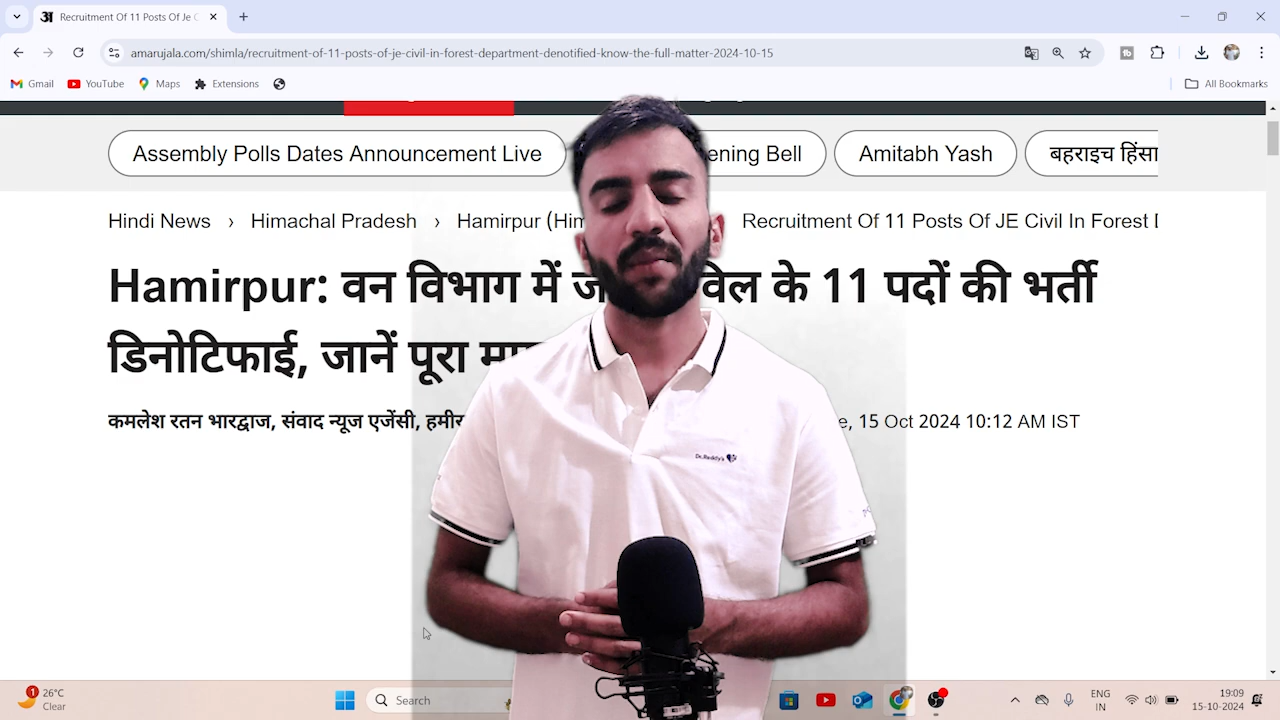 Recruitment Of 11 Posts Of Je C
amarujala.com/shimla/recruitment-of-11-posts-of-je-civil-in-forest-department-denotified-know-the-full-matter-2024-10-15
Gmail YouTube Maps Extensions All Bookmarks
Assembly Polls Dates Announcement Live ening Bell Amitabh Yash बहराइच हिंसा
Hindi News › Himachal Pradesh › Hamirpur (Him Recruitment Of 11 Posts Of JE Civil In Forest
Hamirpur: वन विभाग में विल के 11 पदों की भर्ती
डिनोटिफाई, जानें पूरा
कमलेश रतन भारद्वाज, संवाद न्यूज एजेंसी, हमीर e, 15 Oct 2024 10:12 AM IST
Dr.Reddy's
1 26°C Search ENG 19:09
Clear IN 15-10-2024